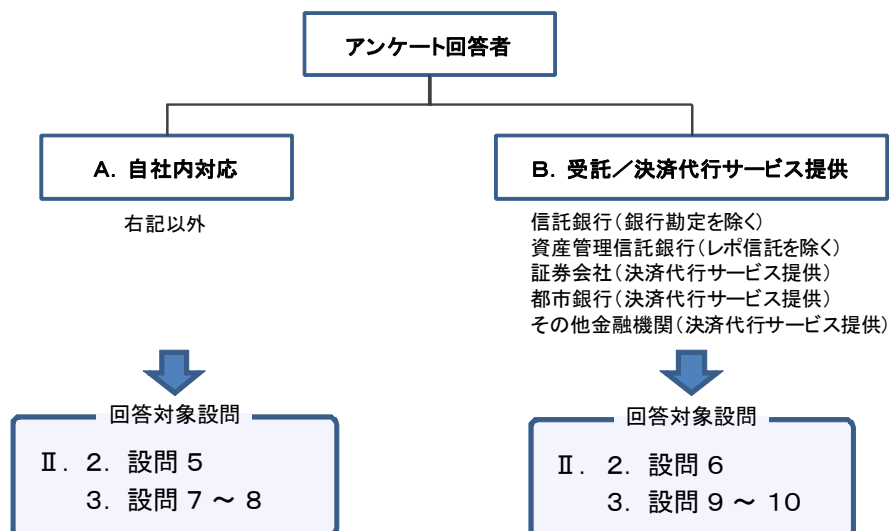 アンケート回答者
A．自社内対応
右記以外
回答対象設問
Ⅱ．2．設問 5
3．設問 7 ～ 8
B．受託／決済代行サービス提供
信託銀行（銀行勘定を除く）
資産管理信託銀行（レポ信託を除く）
証券会社（決済代行サービス提供）
都市銀行（決済代行サービス提供）
その他金融機関（決済代行サービス提供）
回答対象設問
Ⅱ．2．設問 6
3．設問 9 ～ 10